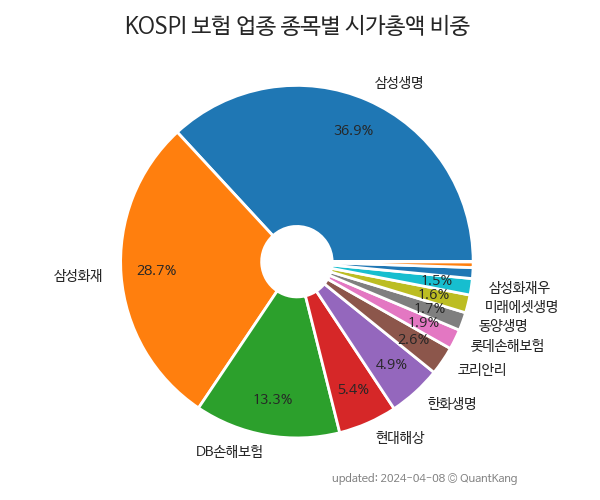 KOSPI 보험 업종 종목별 시가총액 비중
삼성생명
36.9%
삼성화재
28.7%
DB손해보험
13.3%
현대해상
5.4%
한화생명
4.9%
코리안리
2.6%
롯데손해보험
1.9%
동양생명
1.7%
미래에셋생명
1.6%
삼성화재우
1.5%
updated: 2024-04-08 © QuantKang